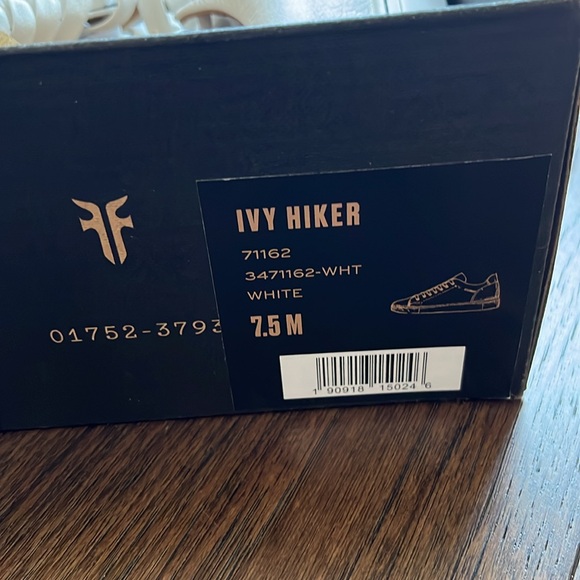 IVY HIKER
71162
3471162-WHT
WHITE
7.5 M
01752-3793
1 90918 15024 6